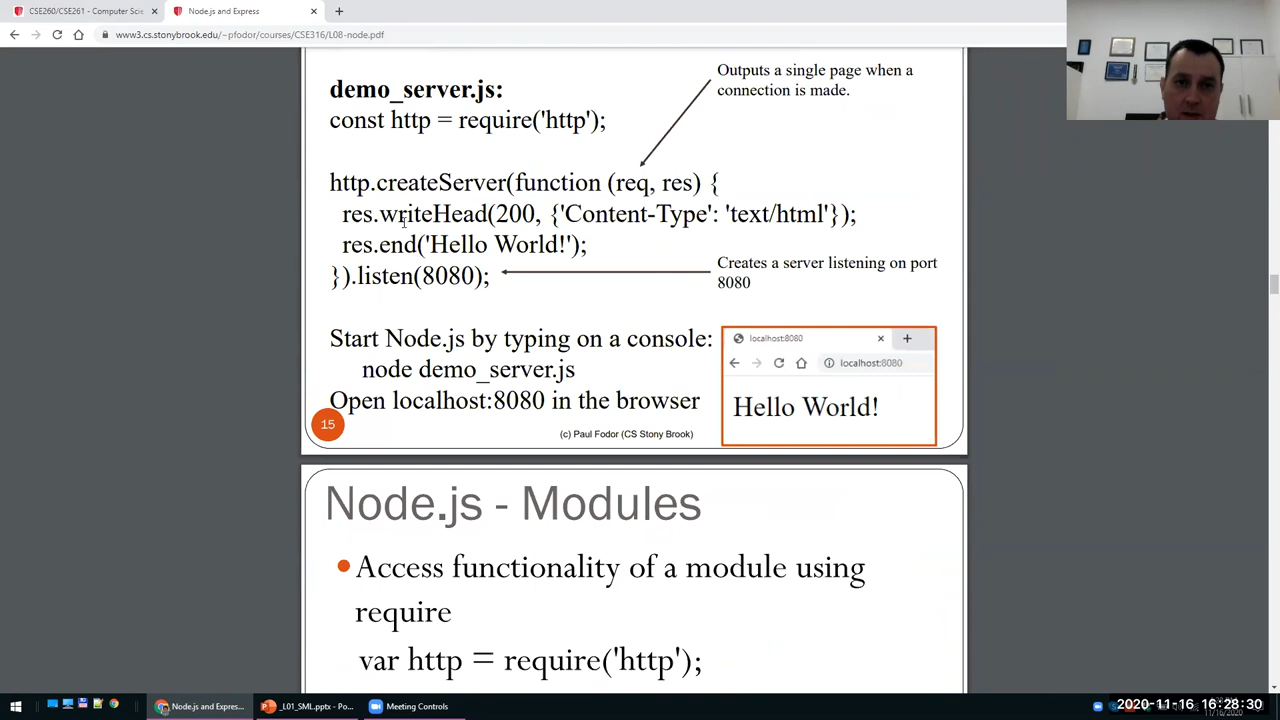 CSE260/CSE261 - Computer Scie
Node.js and Express
www3.cs.stonybrook.edu/~pfodor/courses/CSE316/L08-node.pdf
Outputs a single page when a
connection is made.
demo_server.js:
const http = require('http');
http.createServer(function (req, res) {
res.writeHead(200, {'Content-Type': 'text/html'});
res.end('Hello World!');
}).listen(8080);
Creates a server listening on port
8080
Start Node.js by typing on a console:
node demo_server.js
Open localhost:8080 in the browser
localhost:8080
localhost:8080
Hello World!
15
(c) Paul Fodor (CS Stony Brook)
Node.js - Modules
Access functionality of a module using
require
var http = require('http');
Node.js and Expres...
_L01_SML.pptx - Po...
Meeting Controls
2020-11-16 16:28:30
11/16/2020